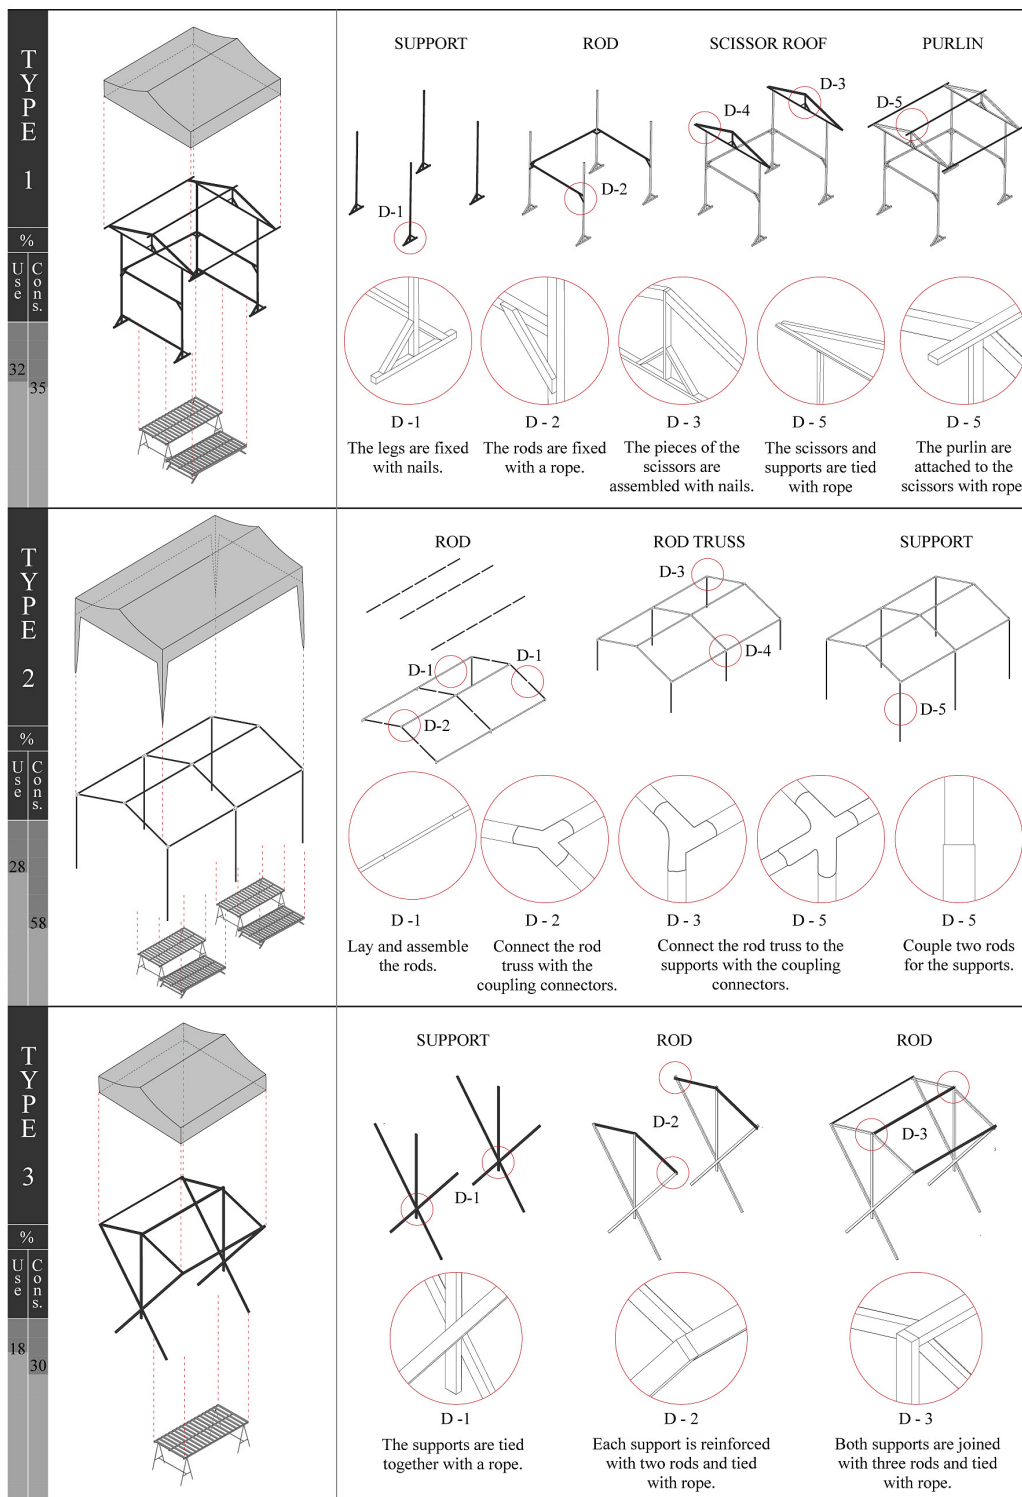 TYPE 1
%
Use
Cons.
32
35
SUPPORT
ROD
SCISSOR ROOF
PURLIN
D-1
D-2
D-4
D-3
D-5
D -1
The legs are fixed
with nails.
D - 2
The rods are fixed
with a rope.
D - 3
The pieces of the
scissors are
assembled with nails.
D - 5
The scissors and
supports are tied
with rope
D - 5
The purlin are
attached to the
scissors with rope
TYPE 2
%
Use
Cons.
28
58
ROD
ROD TRUSS
SUPPORT
D-1
D-1
D-2
D-3
D-4
D-5
D -1
Lay and assemble
the rods.
D - 2
Connect the rod
truss with the
coupling connectors.
D - 3
D - 5
Connect the rod truss to the
supports with the coupling
connectors.
D - 5
Couple two rods
for the supports.
TYPE 3
%
Use
Cons.
18
30
SUPPORT
ROD
ROD
D-1
D-2
D-3
D -1
The supports are tied
together with a rope.
D - 2
Each support is reinforced
with two rods and tied
with rope.
D - 3
Both supports are joined
with three rods and tied
with rope.